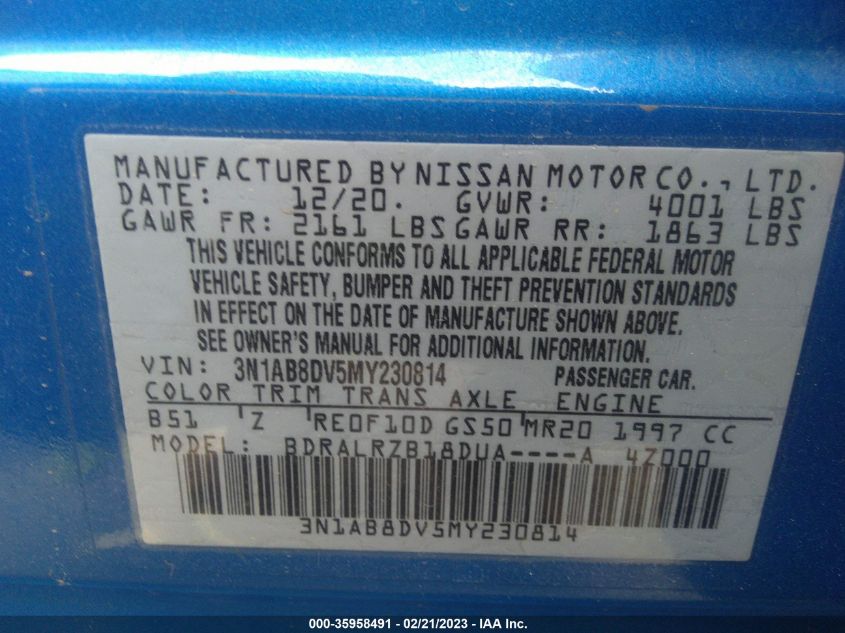 MANUFACTURED BY NISSAN MOTOR CO., LTD.
DATE: 12/20. GVWR: 4001 LBS
GAWR FR: 2161 LBS GAWR RR: 1863 LBS
THIS VEHICLE CONFORMS TO ALL APPLICABLE FEDERAL MOTOR
VEHICLE SAFETY, BUMPER AND THEFT PREVENTION STANDARDS
IN EFFECT ON THE DATE OF MANUFACTURE SHOWN ABOVE.
SEE OWNER'S MANUAL FOR ADDITIONAL INFORMATION.
VIN: 3N1AB8DV5MY230814 PASSENGER CAR.
COLOR TRIM TRANS AXLE ENGINE
B51 Z RE0F10D GS50 MR20 1997 CC
MODEL: BDRALRZB18DUA----A 4Z000
3N1AB8DV5MY230814
000-35958491 - 02/21/2023 - IAA Inc.